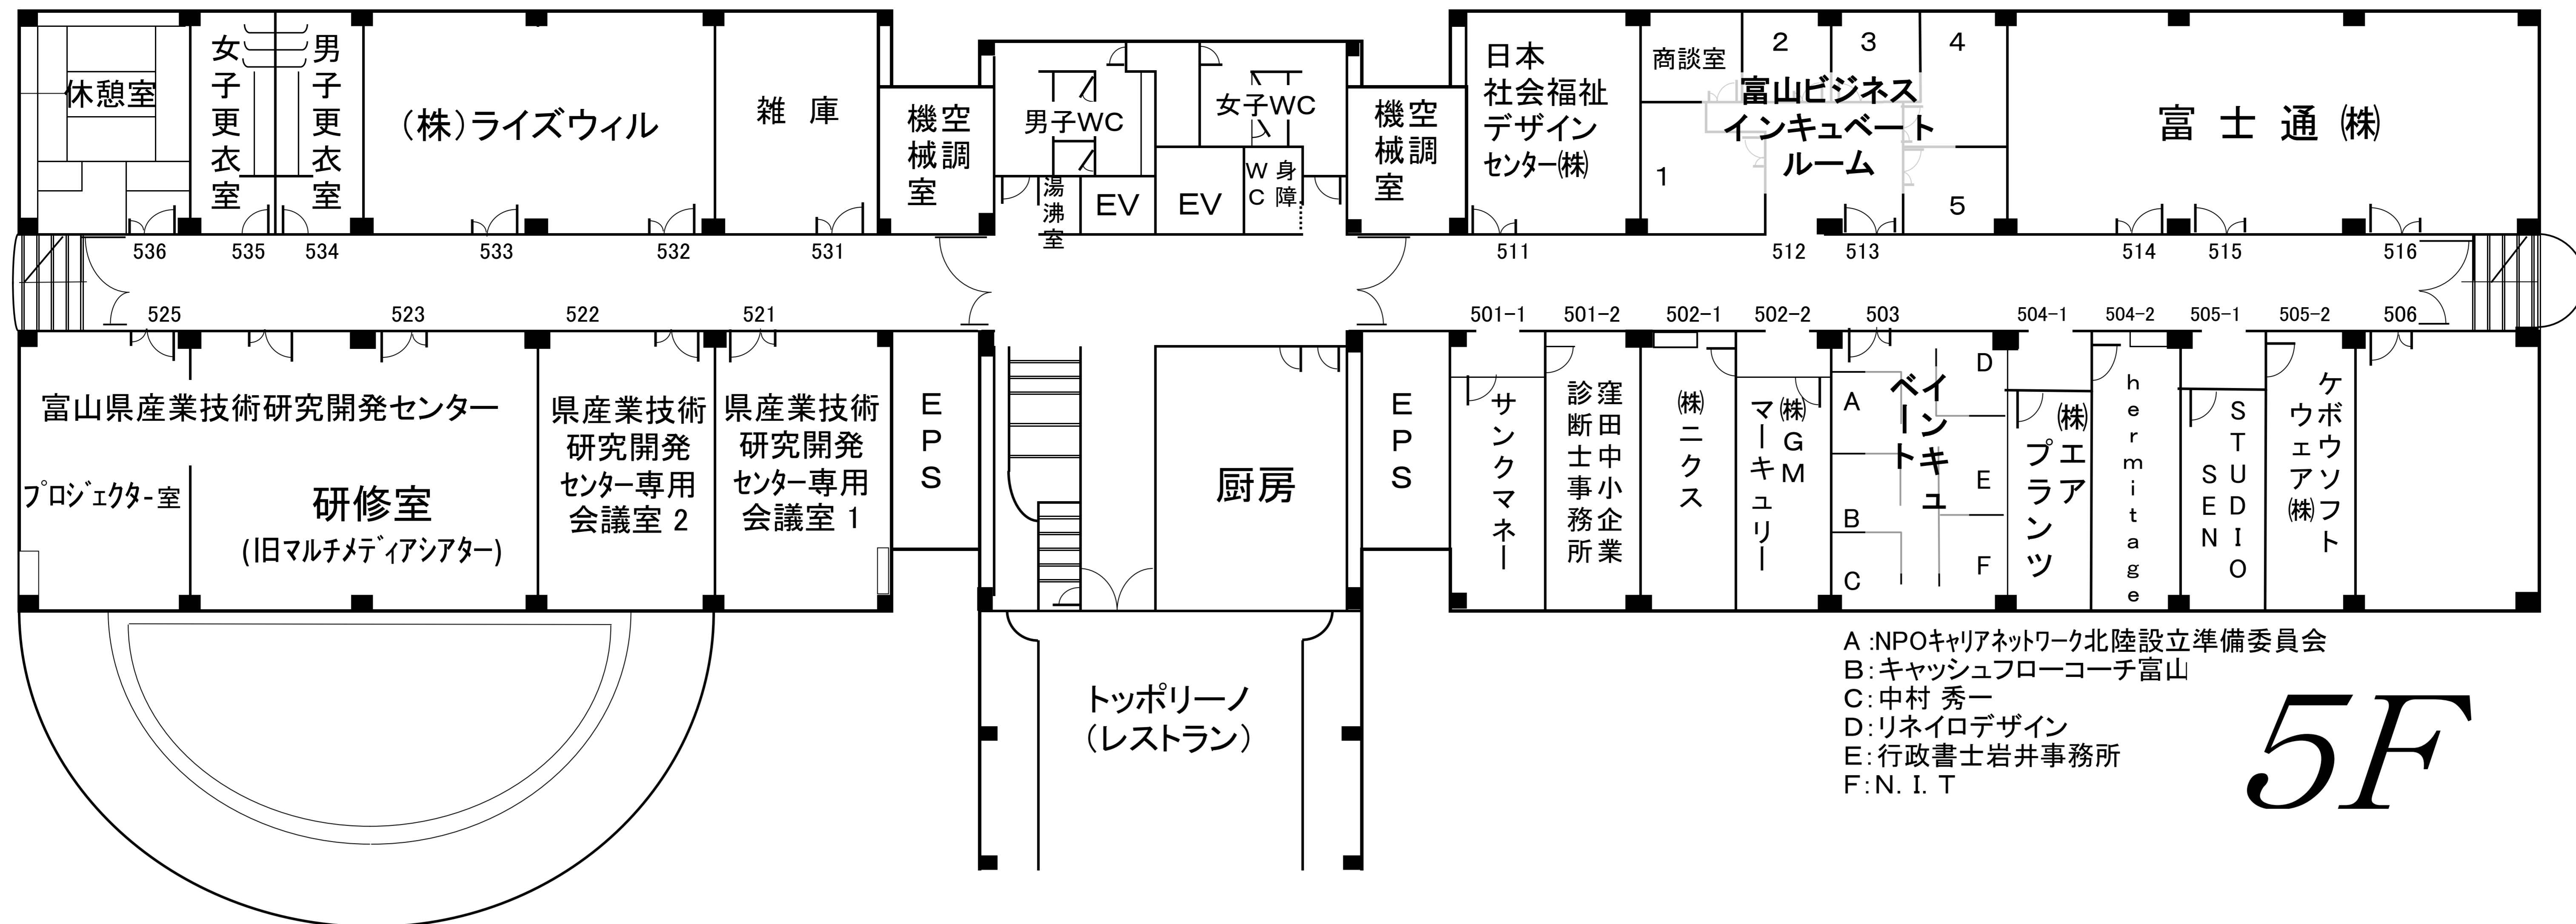 休憩室
女子更衣室
男子更衣室
(株)ライズウィル
雑 庫
空調
機械室
男子WC
女子WC
湯沸室
EV
EV
身障
WC
空調
機械室
日本
社会福祉
デザイン
センター㈱
商談室
2
3
4
1
5
富山ビジネス
インキュベート
ルーム
富 士 通 ㈱
536
535
534
533
532
531
511
512
513
514
515
516
525
523
522
521
501-1
501-2
502-1
502-2
503
504-1
504-2
505-1
505-2
506
富山県産業技術研究開発センター
プロジェクター室
研修室
(旧マルチメディアシアター)
県産業技術
研究開発
センター専用
会議室 2
県産業技術
研究開発
センター専用
会議室 1
EPS
厨房
EPS
サンクマネー
窪田中小企業
診断士事務所
㈱ニクス
㈱GM
マーキュリー
A
B
C
インキュ
ベート
D
E
F
㈱エア
プランツ
hermitage
STUDIO
SEN
ケボウソフト
ウェア㈱
トッポリーノ
(レストラン)
A :NPOキャリアネットワーク北陸設立準備委員会
B:キャッシュフローコーチ富山
C:中村 秀一
D:リネイロデザイン
E:行政書士岩井事務所
F:N. I. T
5F